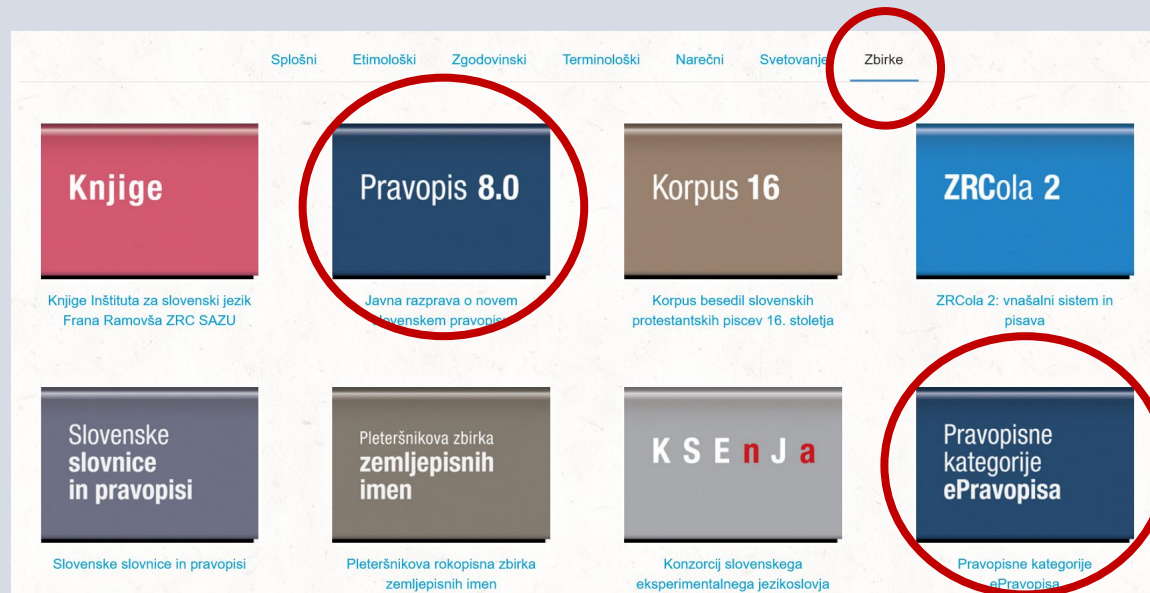 Splošni Etimološki Zgodovinski Terminološki Narečni Svetovanje Zbirke
Knjige
Pravopis 8.0
Korpus 16
ZRCola 2
Knjige Inštituta za slovenski jezik
Frana Ramovša ZRC SAZU
Javna razprava o novem
slovenskem pravopisu
Korpus besedil slovenskih
protestantskih piscev 16. stoletja
ZRCola 2: vnašalni sistem in
pisava
Slovenske
slovnice
in pravopisi
Pleteršnikova zbirka
zemljepisnih
imen
KSEnJa
Pravopisne
kategorije
ePravopisa
Slovenske slovnice in pravopisi
Pleteršnikova rokopisna zbirka
zemljepisnih imen
Konzorcij slovenskega
eksperimentalnega jezikoslovja
Pravopisne kategorije
ePravopisa